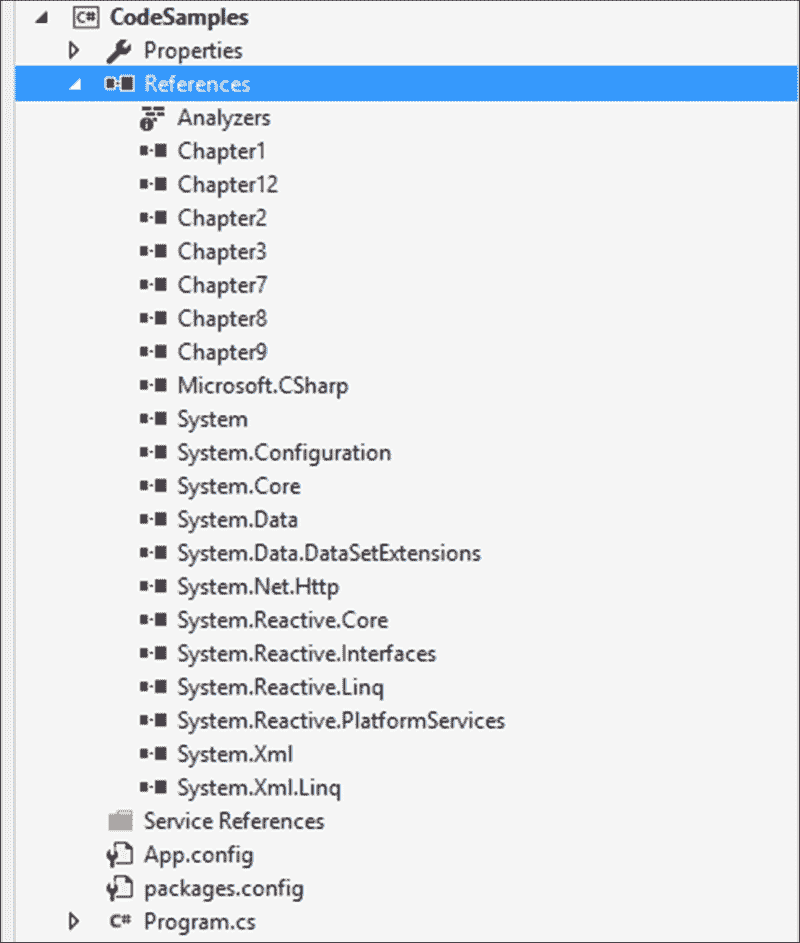 C# CodeSamples
Properties
References
Analyzers
Chapter1
Chapter12
Chapter2
Chapter3
Chapter7
Chapter8
Chapter9
Microsoft.CSharp
System
System.Configuration
System.Core
System.Data
System.Data.DataSetExtensions
System.Net.Http
System.Reactive.Core
System.Reactive.Interfaces
System.Reactive.Linq
System.Reactive.PlatformServices
System.Xml
System.Xml.Linq
Service References
App.config
packages.config
C# Program.cs